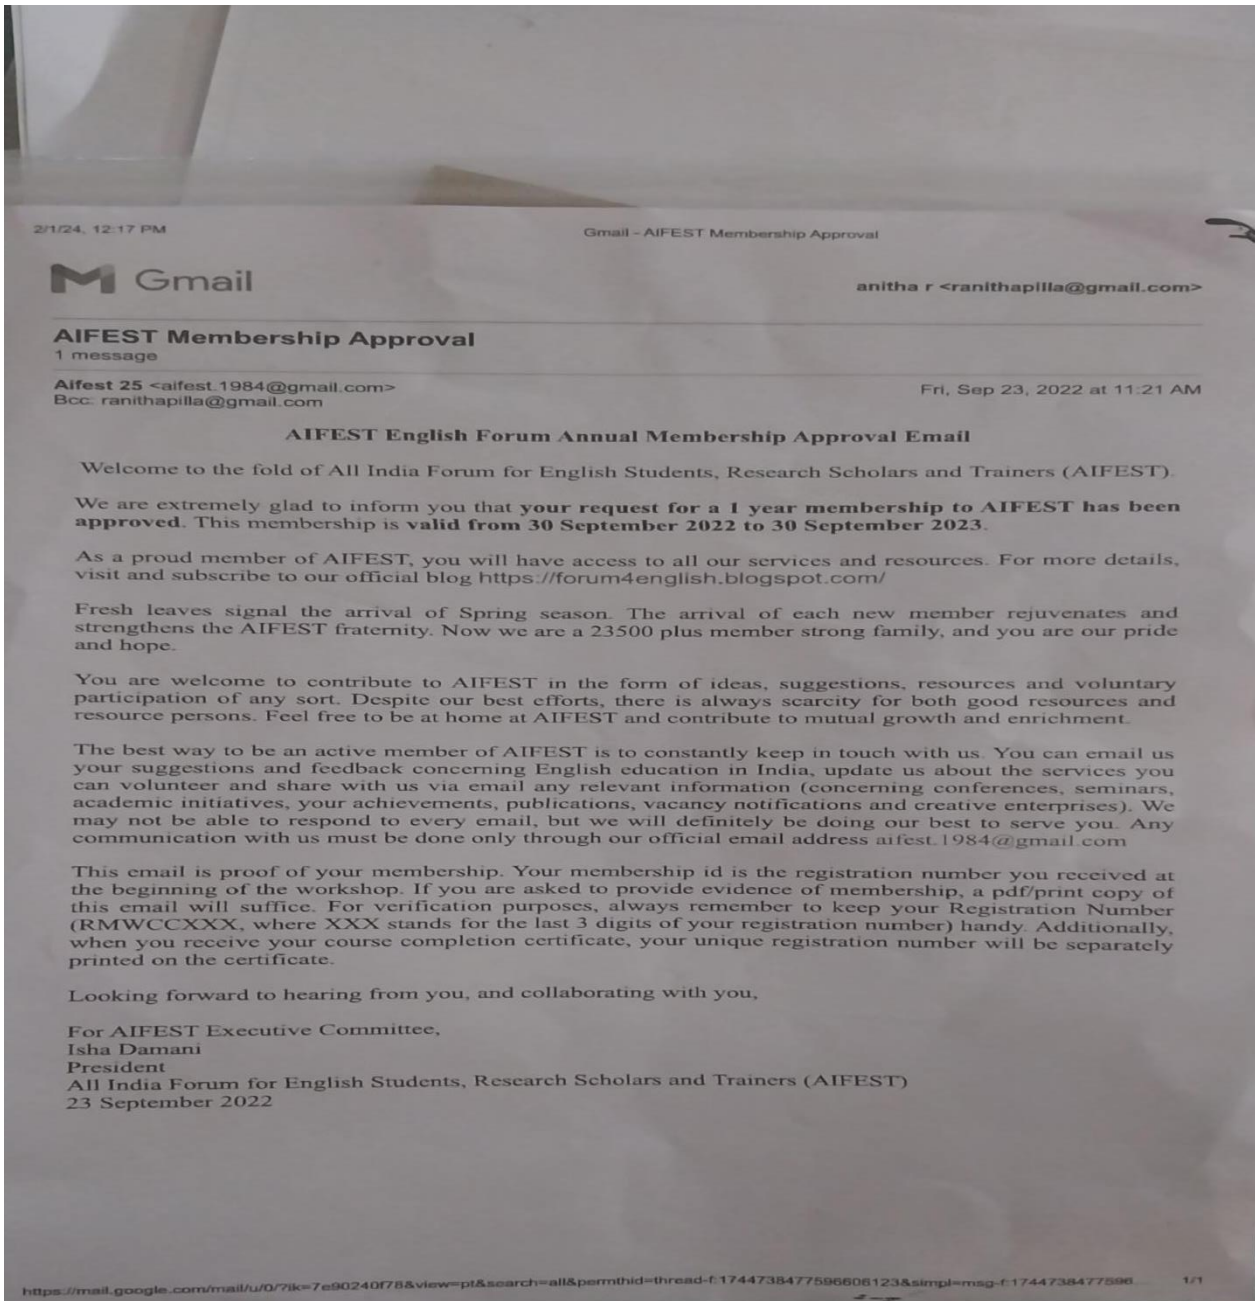 2/1/24, 12:17 PM
Gmail - AIFEST Membership Approval
Gmail
anitha r <ranithapilla@gmail.com>
AIFEST Membership Approval
1 message
Aifest 25 <aifest.1984@gmail.com>
Fri, Sep 23, 2022 at 11:21 AM
Bcc: ranithapilla@gmail.com
AIFEST English Forum Annual Membership Approval Email
Welcome to the fold of All India Forum for English Students, Research Scholars and Trainers (AIFEST).
We are extremely glad to inform you that your request for a 1 year membership to AIFEST has been
approved. This membership is valid from 30 September 2022 to 30 September 2023.
As a proud member of AIFEST, you will have access to all our services and resources. For more details,
visit and subscribe to our official blog https://forum4english.blogspot.com/
Fresh leaves signal the arrival of Spring season. The arrival of each new member rejuvenates and
strengthens the AIFEST fraternity. Now we are a 23500 plus member strong family, and you are our pride
and hope.
You are welcome to contribute to AIFEST in the form of ideas, suggestions, resources and voluntary
participation of any sort. Despite our best efforts, there is always scarcity for both good resources and
resource persons. Feel free to be at home at AIFEST and contribute to mutual growth and enrichment.
The best way to be an active member of AIFEST is to constantly keep in touch with us. You can email us
your suggestions and feedback concerning English education in India, update us about the services you
can volunteer and share with us via email any relevant information (concerning conferences, seminars,
academic initiatives, your achievements, publications, vacancy notifications and creative enterprises). We
may not be able to respond to every email, but we will definitely be doing our best to serve you. Any
communication with us must be done only through our official email address aifest.1984@gmail.com
This email is proof of your membership. Your membership id is the registration number you received at
the beginning of the workshop. If you are asked to provide evidence of membership, a pdf/print copy of
this email will suffice. For verification purposes, always remember to keep your Registration Number
(RMWCCXXX, where XXX stands for the last 3 digits of your registration number) handy. Additionally,
when you receive your course completion certificate, your unique registration number will be separately
printed on the certificate.
Looking forward to hearing from you, and collaborating with you,
For AIFEST Executive Committee,
Isha Damani
President
All India Forum for English Students, Research Scholars and Trainers (AIFEST)
23 September 2022
https://mail.google.com/mail/u/0/?ik=7e90240f78&view=pt&search=all&permthid=thread-f:1744738477596606123&simpl=msg-f:1744738477596... 1/1